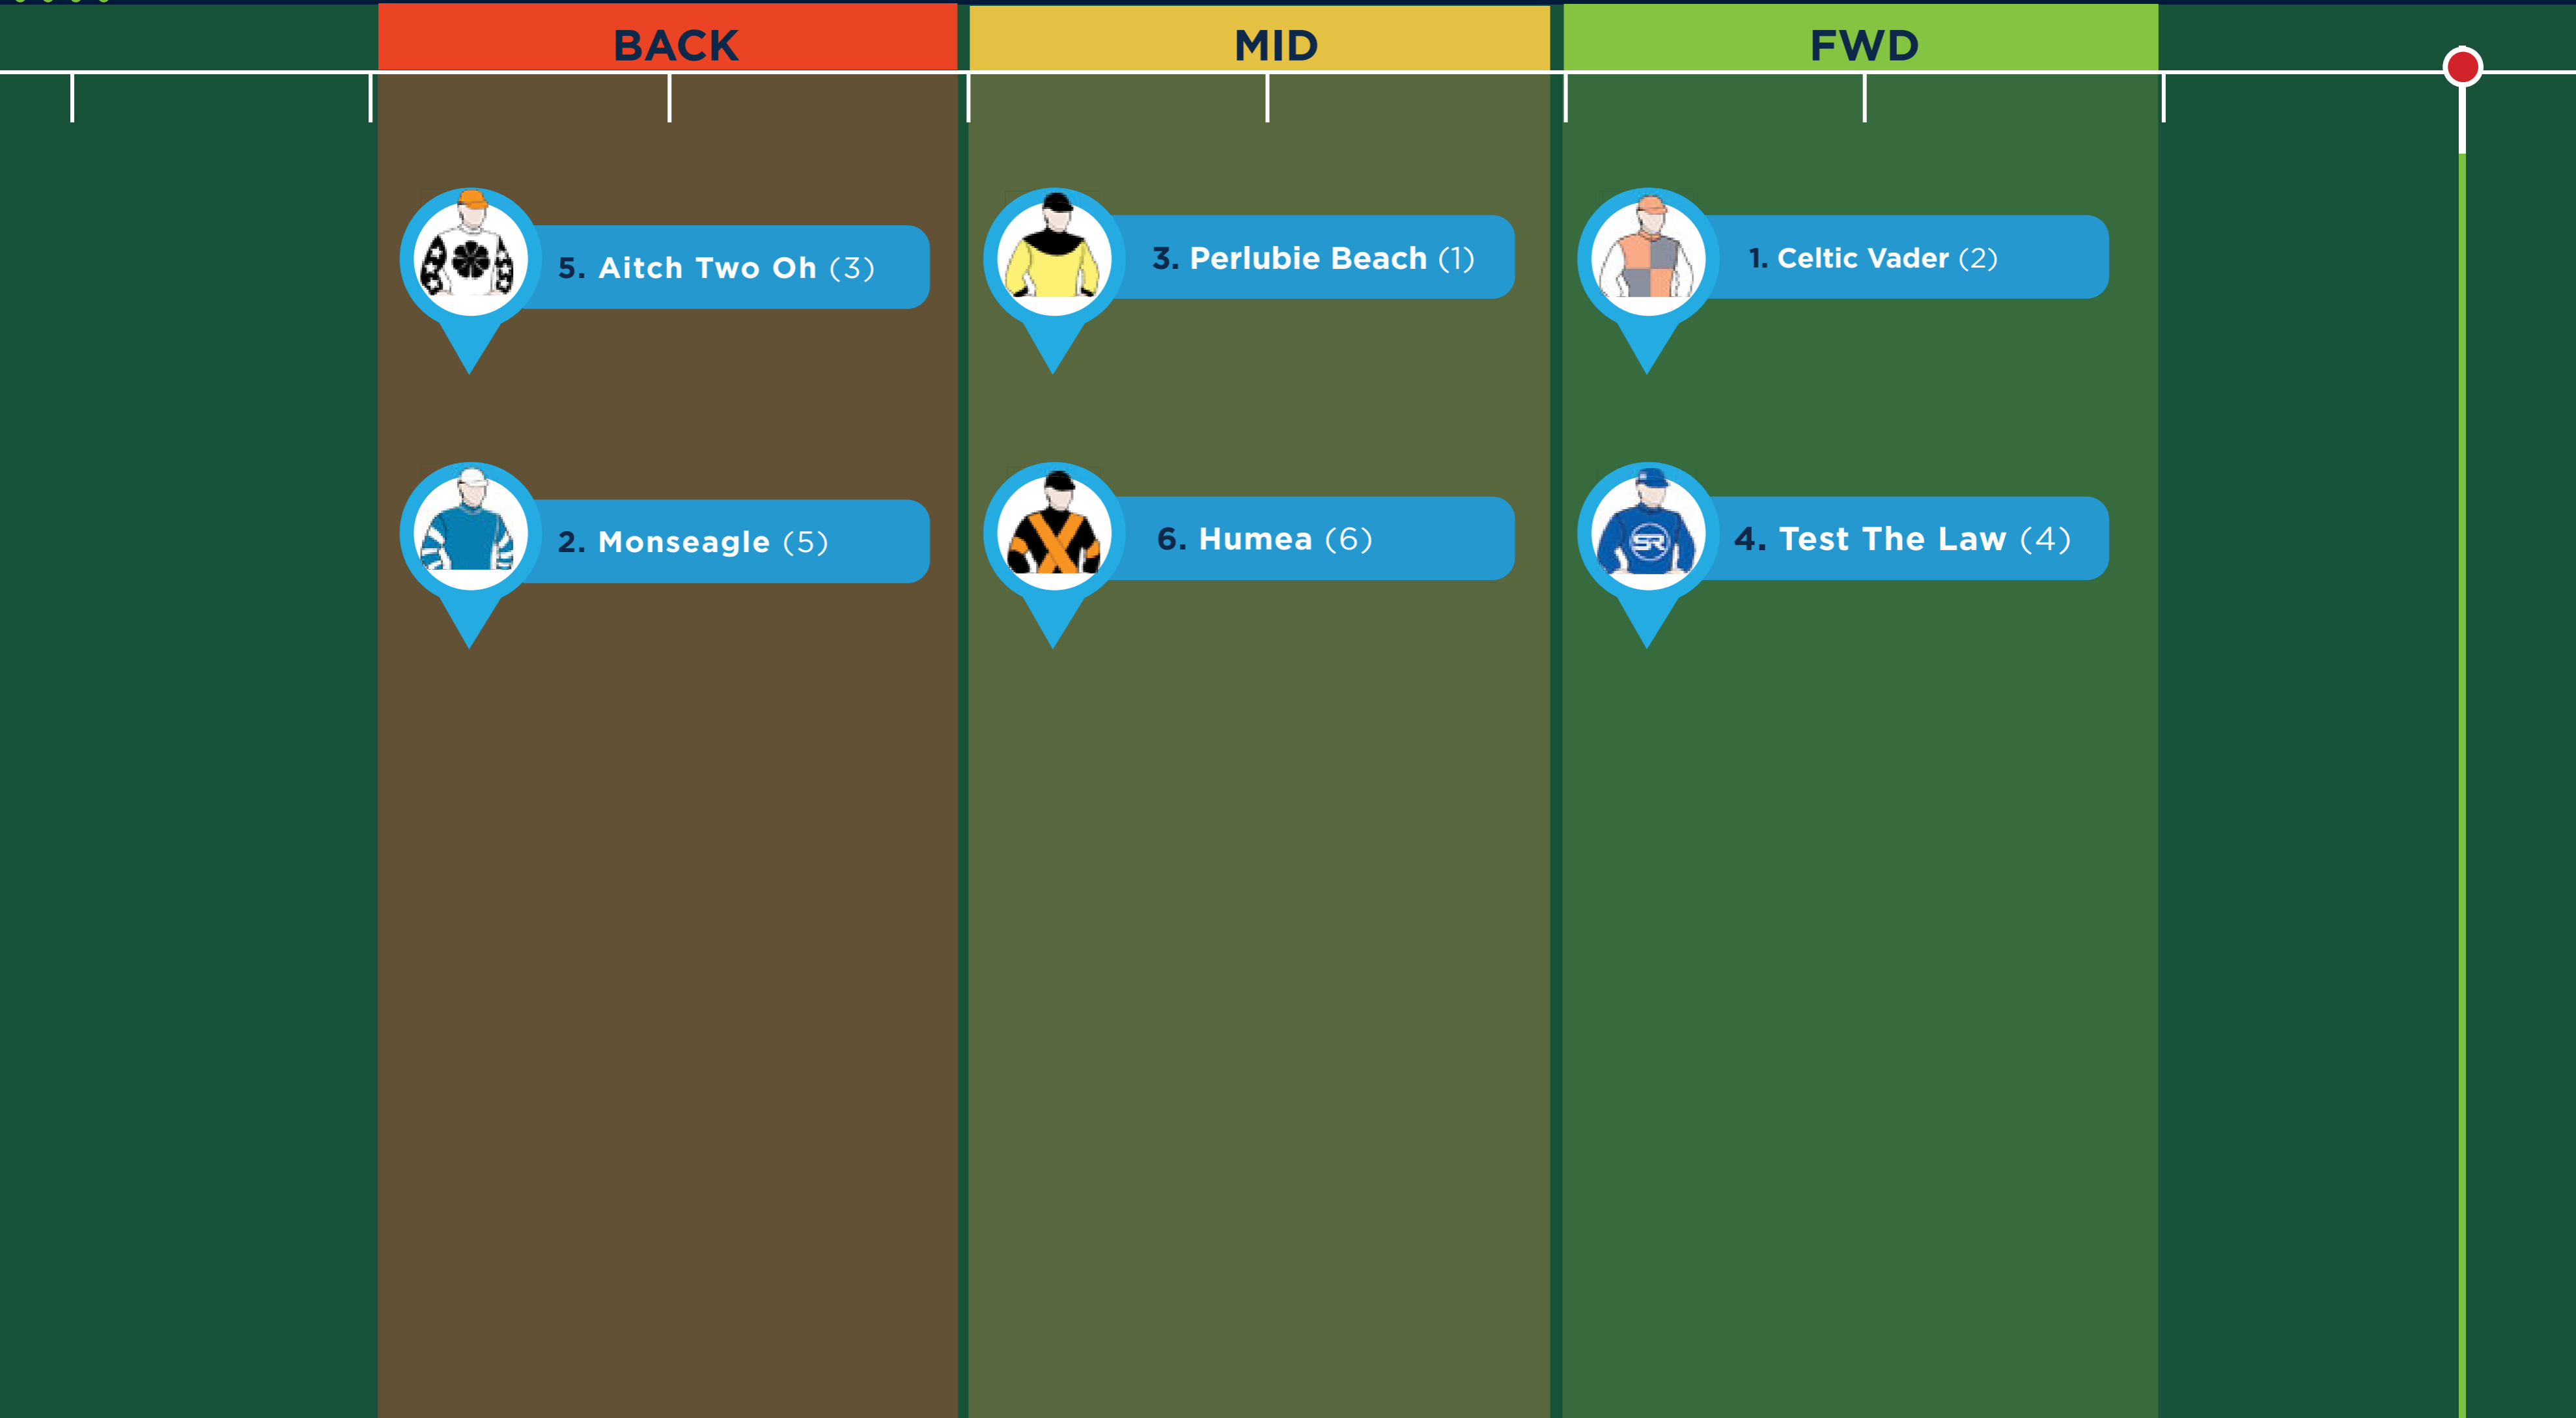 BACK
MID
FWD
5. Aitch Two Oh (3)
3. Perlubie Beach (1)
1. Celtic Vader (2)
2. Monseagle (5)
6. Humea (6)
4. Test The Law (4)
SR